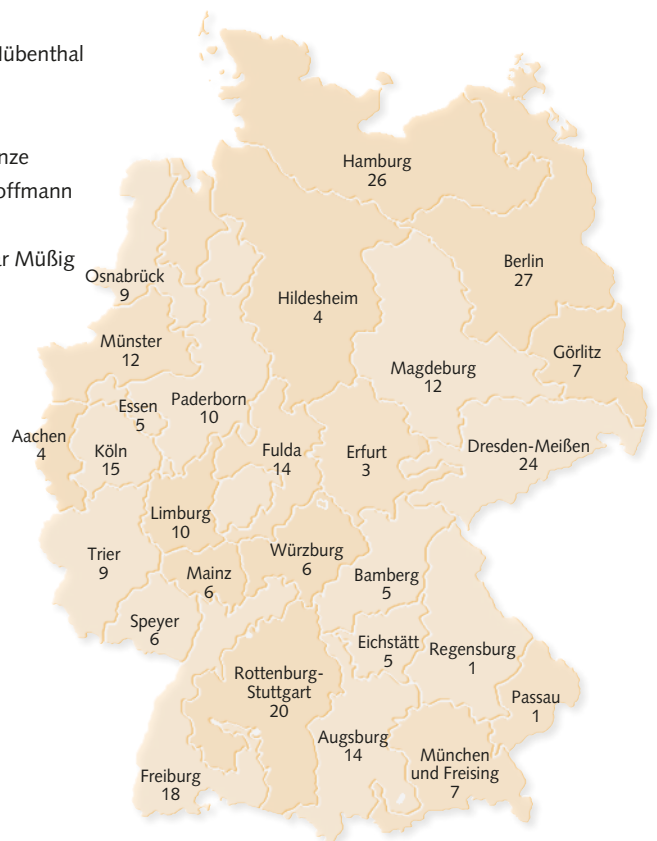 Hamburg
26
Osnabrück
9
Berlin
27
Hildesheim
4
Münster
12
Görlitz
7
Magdeburg
12
Paderborn
10
Essen
5
Aachen
4
Köln
15
Fulda
14
Erfurt
3
Dresden-Meißen
24
Limburg
10
Trier
9
Würzburg
6
Mainz
6
Bamberg
5
Speyer
6
Eichstätt
5
Regensburg
1
Rottenburg-
Stuttgart
20
Passau
1
Augsburg
14
München
und Freising
7
Freiburg
18
Müßig